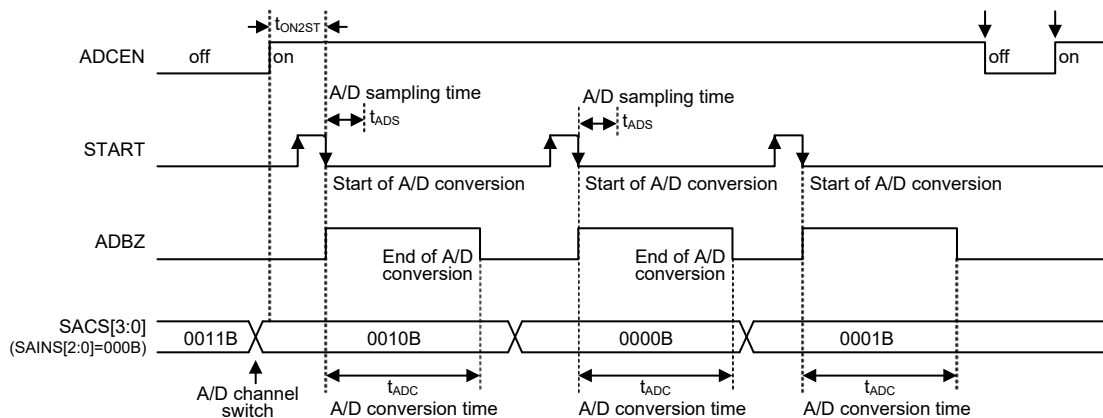 tON2ST
ADCEN off on off on
A/D sampling time A/D sampling time
tADS tADS
START
Start of A/D conversion Start of A/D conversion Start of A/D conversion
ADBZ
End of A/D conversion End of A/D conversion
SACS[3:0]
(SAINS[2:0]=000B)
0011B 0010B 0000B 0001B
A/D channel switch
tADC tADC tADC
A/D conversion time A/D conversion time A/D conversion time